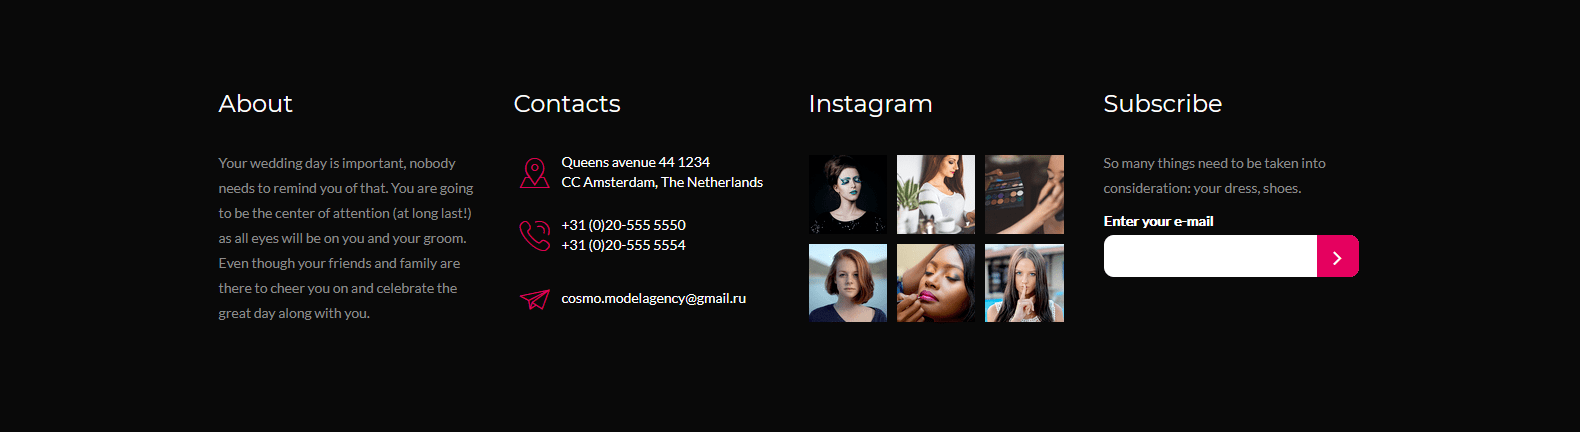 About
Your wedding day is important, nobody
needs to remind you of that. You are going
to be the center of attention (at long last!)
as all eyes will be on you and your groom.
Even though your friends and family are
there to cheer you on and celebrate the
great day along with you.
Contacts
Queens avenue 44 1234
CC Amsterdam, The Netherlands
+31 (0)20-555 5550
+31 (0)20-555 5554
cosmo.modelagency@gmail.ru
Instagram
Subscribe
So many things need to be taken into
consideration: your dress, shoes.
Enter your e-mail